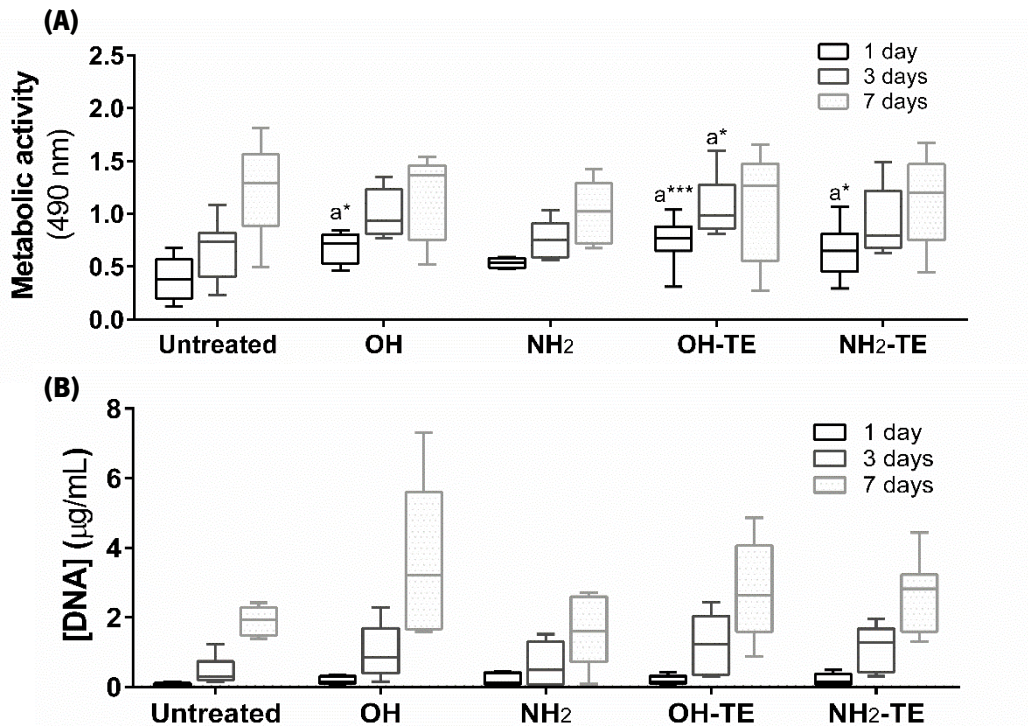 (A)
Metabolic activity
(490 nm)
2.5
2.0
1.5
1.0
0.5
0.0
1 day
3 days
7 days
a*
a***
a*
a*
Untreated OH NH2 OH-TE NH2-TE
(B)
[DNA] (µg/mL)
8
6
4
2
0
1 day
3 days
7 days
Untreated OH NH2 OH-TE NH2-TE